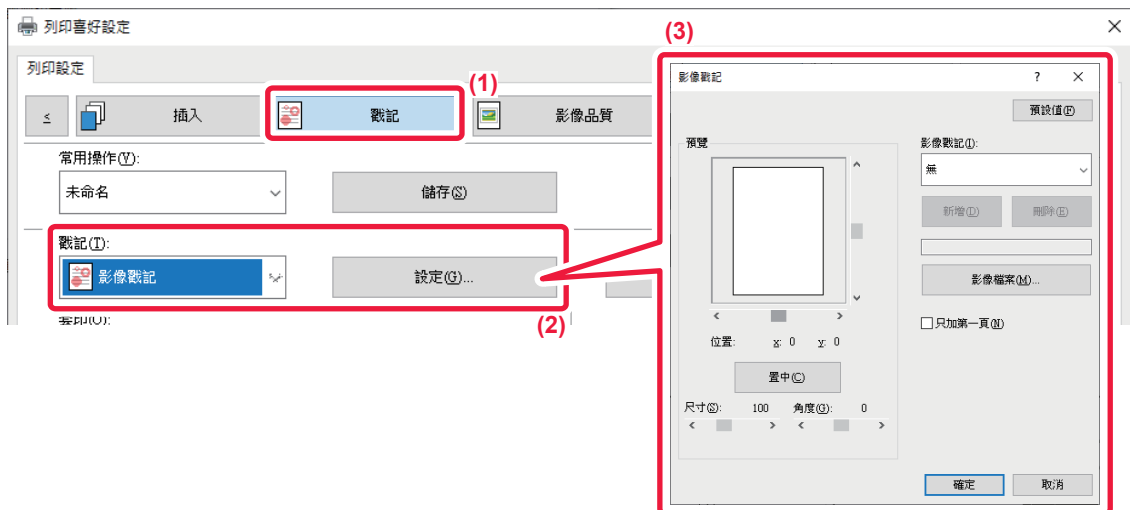 列印喜好設定
列印設定
(1)
≤ 插入 戳記 影像品質
常用操作(V):
未命名 儲存(S)
戳記(T):
影像戳記 設定(G)...
(2)
套印(O):
(3)
影像戳記 ?
預設值(F)
預覽
影像戳記(I):
無
新增(D) 刪除(E)
影像檔案(M)...
只加第一頁(N)
位置: x: 0 y: 0
置中(C)
尺寸(S): 100 角度(G): 0
確定 取消